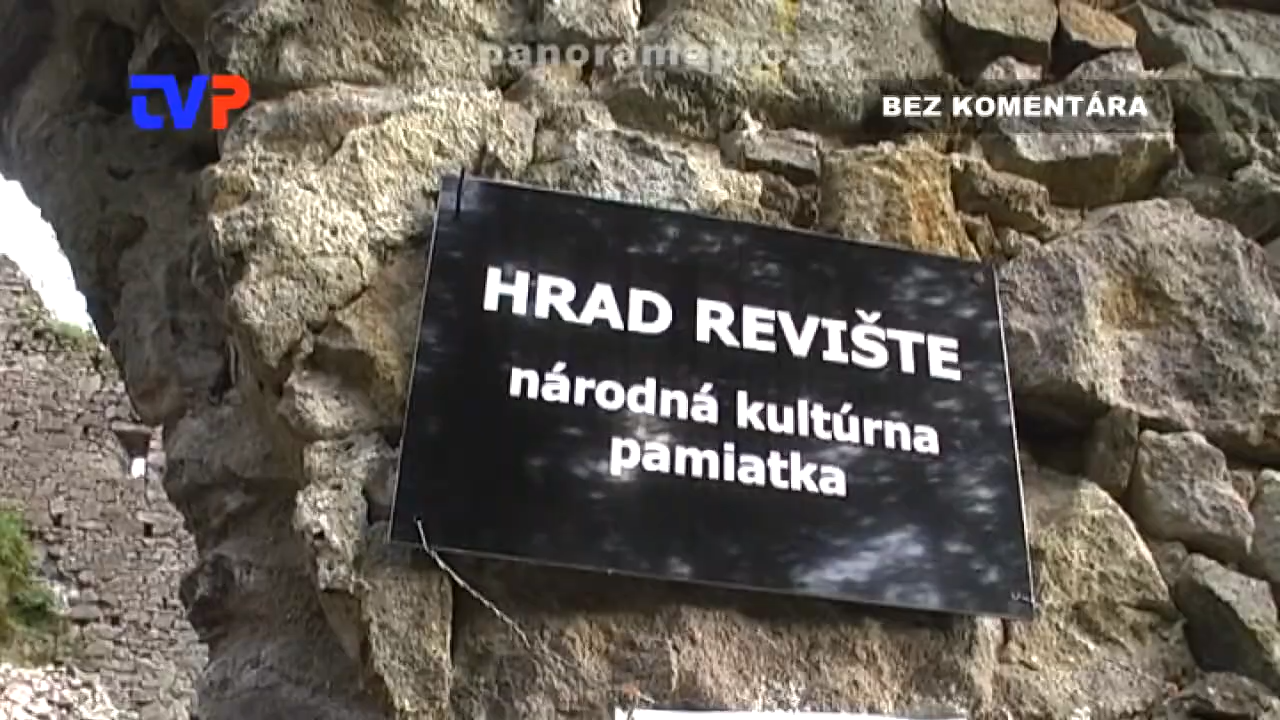 © panoramapro.sk
TVP
BEZ KOMENTÁRA
HRAD REVIŠTE
národná kultúrna
pamiatka